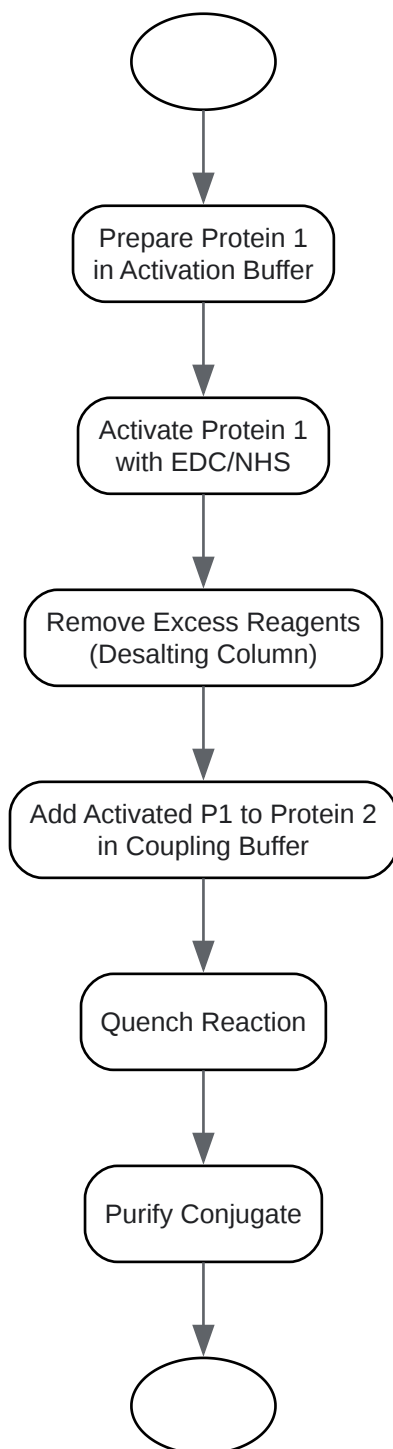 Prepare Protein 1
in Activation Buffer
Activate Protein 1
with EDC/NHS
Remove Excess Reagents
(Desalting Column)
Add Activated P1 to Protein 2
in Coupling Buffer
Quench Reaction
Purify Conjugate